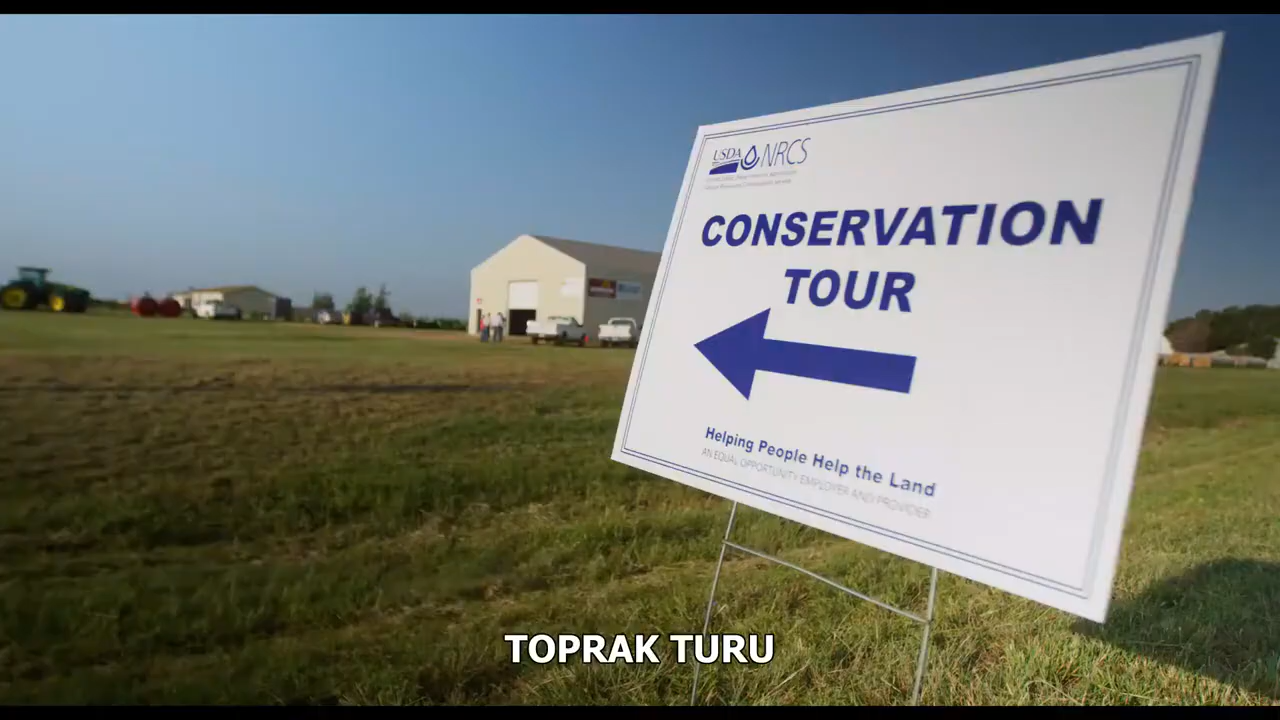 USDA NRCS
CONSERVATION
TOUR
Helping People Help the Land
AN EQUAL OPPORTUNITY EMPLOYER AND PROVIDER
TOPRAK TURU